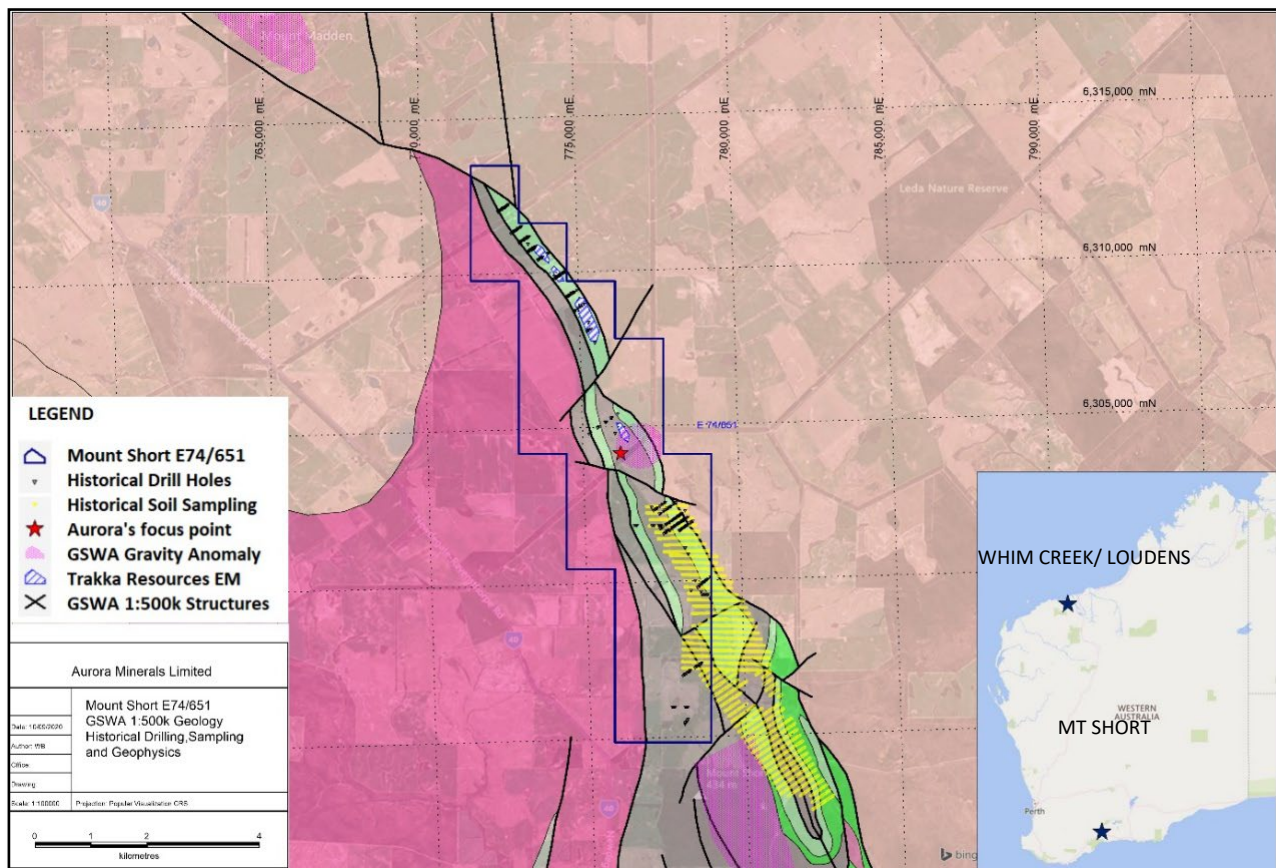 Mount Madden
6,315,000 mN
765,000 mE
770,000 mE
775,000 mE
780,000 mE
785,000 mE
790,000 mE
Leda Nature Reserve
48
6,310,000 mN
6,305,000 mN
E 74/651
LEGEND
Mount Short E74/651
Historical Drill Holes
Historical Soil Sampling
Aurora's focus point
GSWA Gravity Anomaly
Trakka Resources EM
GSWA 1:500k Structures
WHIM CREEK/ LOUDENS
WESTERN
AUSTRALIA
MT SHORT
Perth
48
Aurora Minerals Limited
Mount Short E74/651
GSWA 1:500k Geology
Historical Drilling,Sampling
and Geophysics
Author: WB
Office:
Drawing:
Scale: 1:100000
Projection: Popular Visualisation CRS
0 1 2 4
kilometres
48
bing